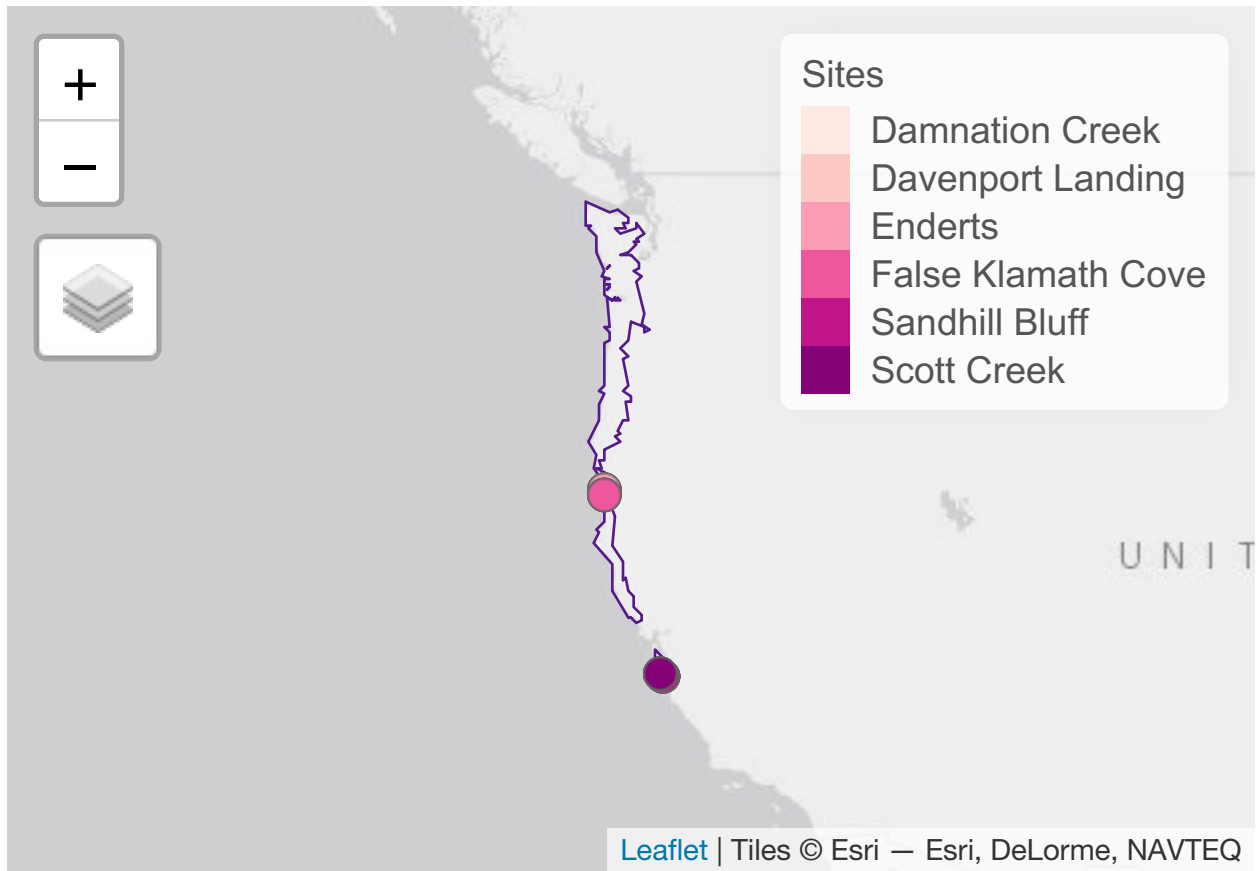 +
−
Sites
Damnation Creek
Davenport Landing
Enderts
False Klamath Cove
Sandhill Bluff
Scott Creek
UNIT
Leaflet | Tiles © Esri — Esri, DeLorme, NAVTEQ